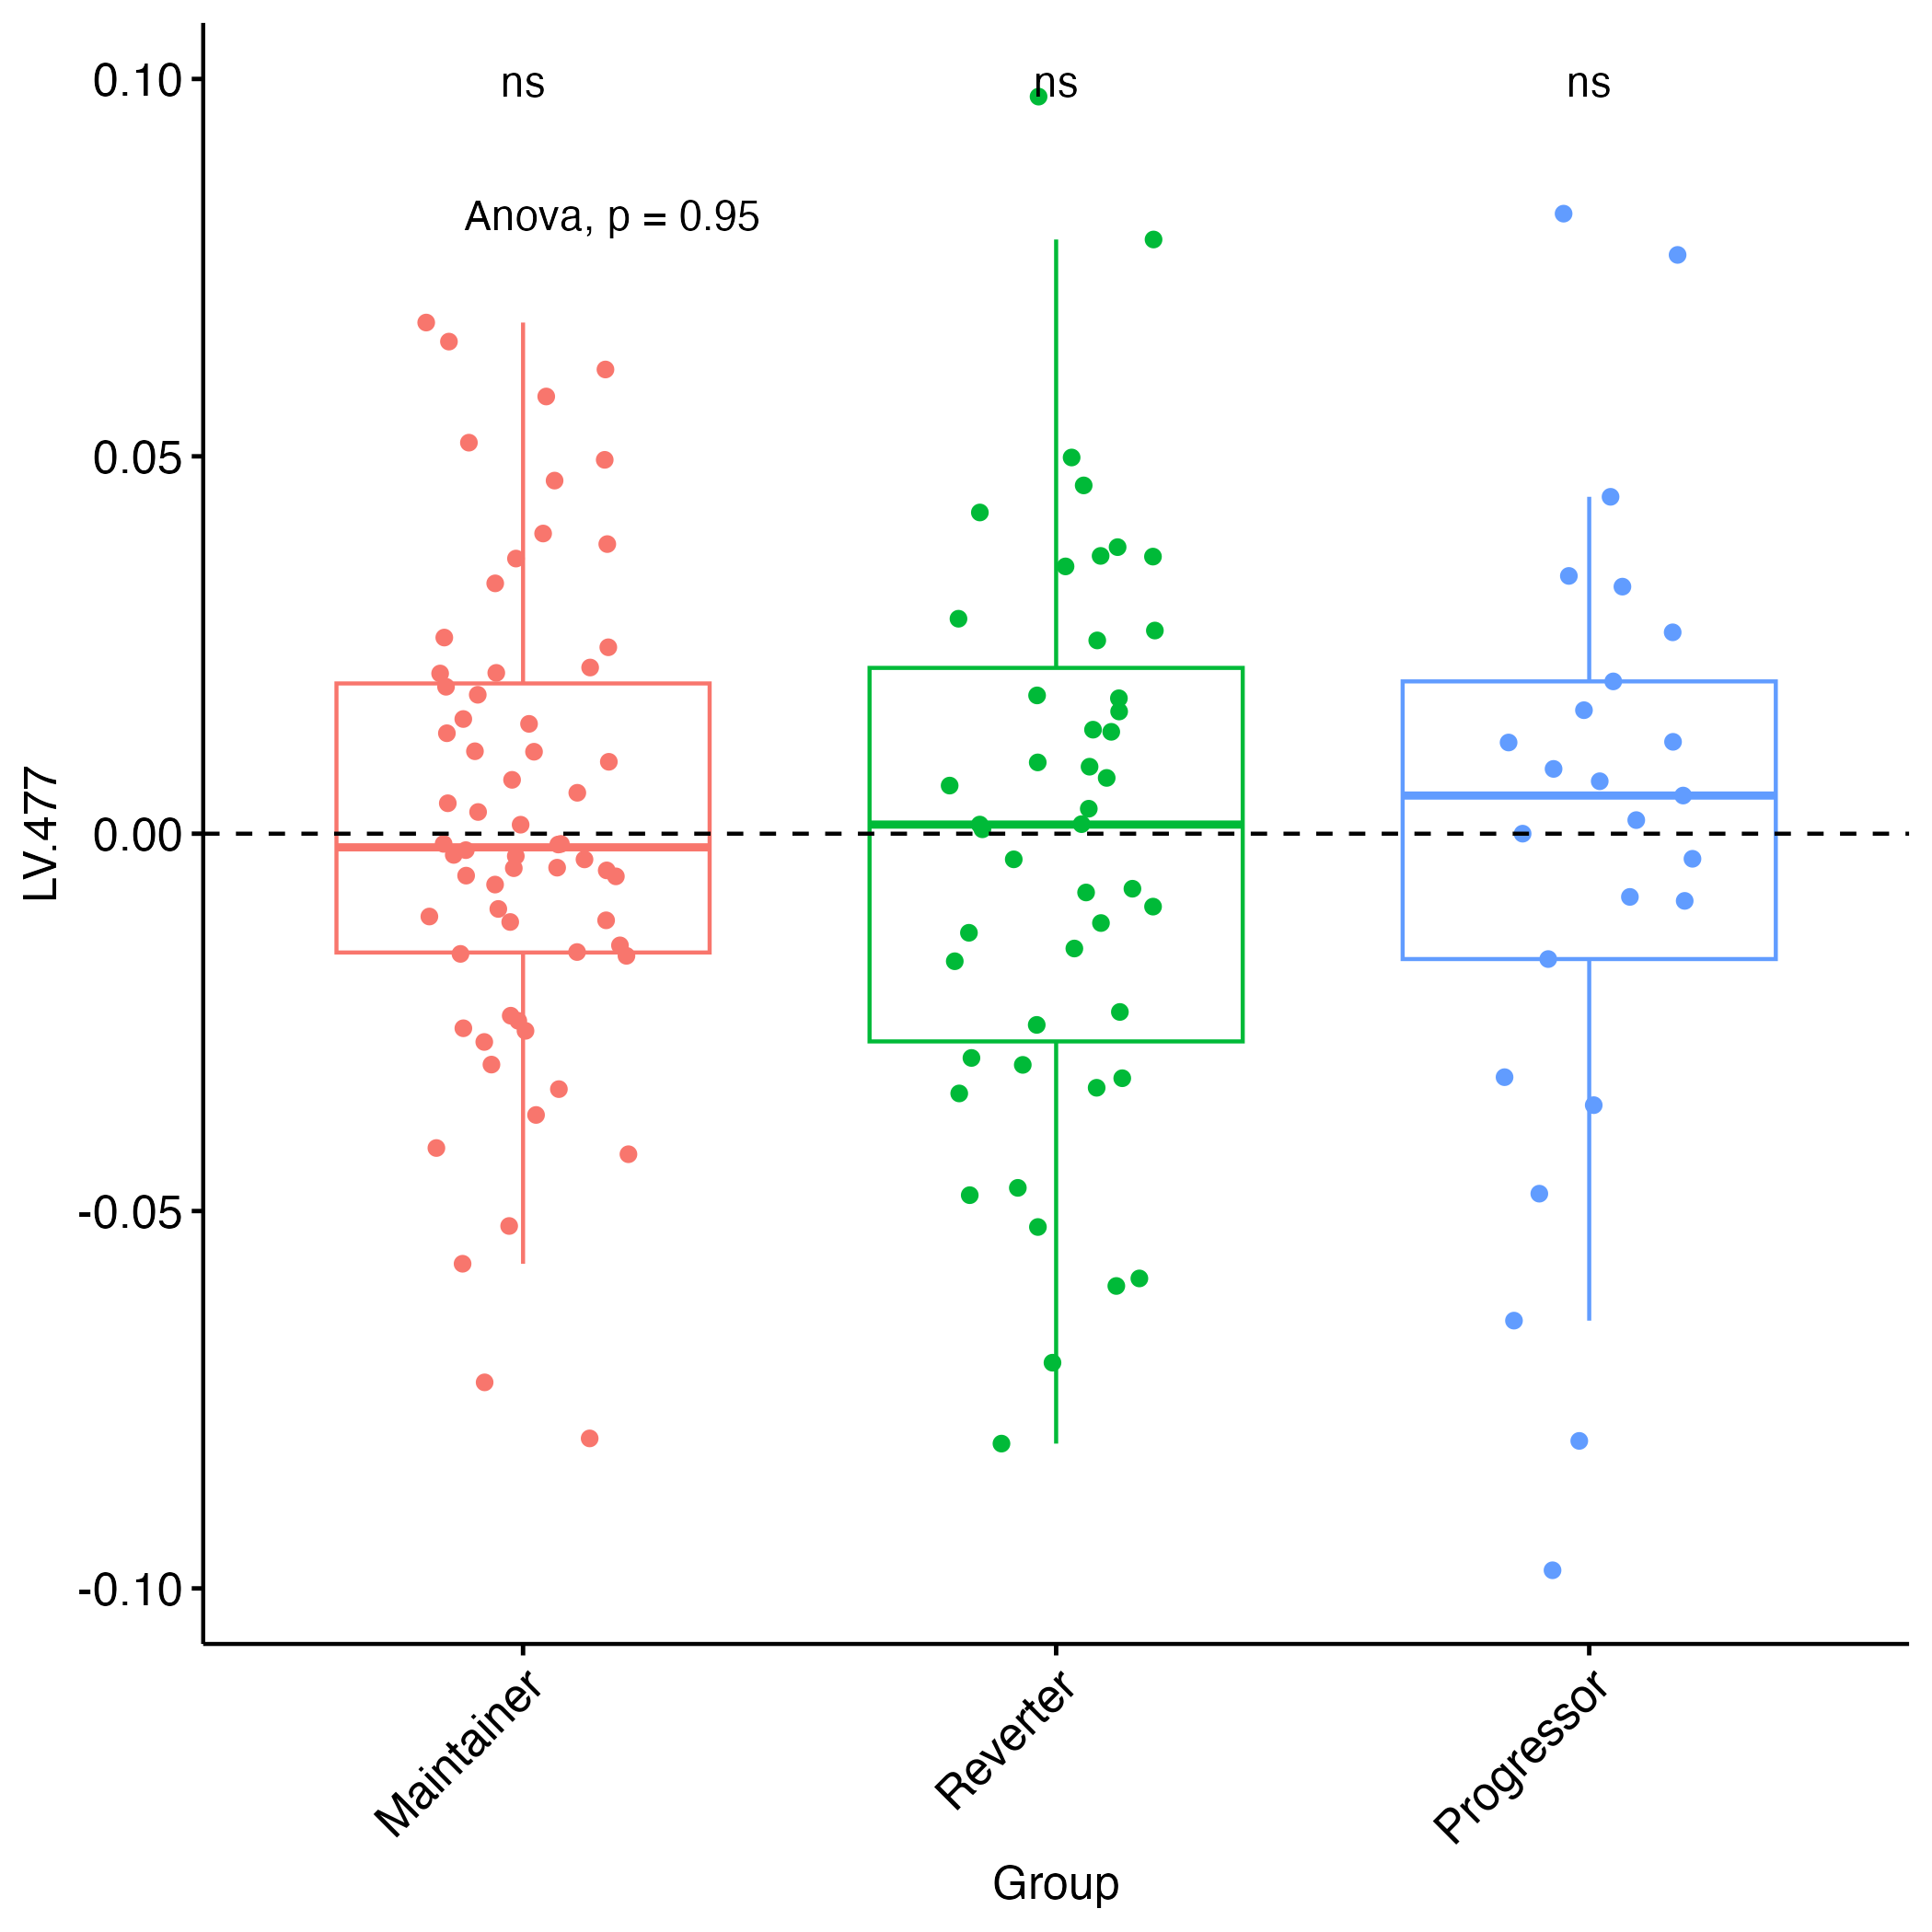 ns ns ns
Anova, p = 0.95
LV.477
0.10
0.05
0.00
-0.05
-0.10
Maintainer Reverter Progressor
Group